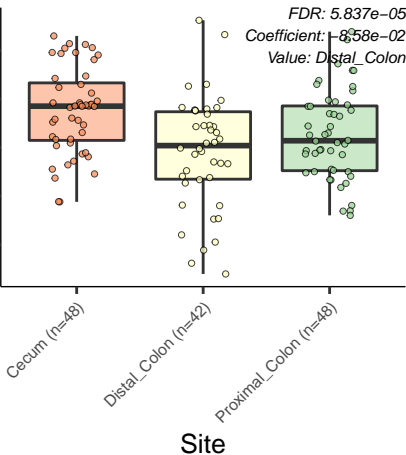 FDR: 5.837e−05
Coefficient: −8.58e−02
Value: Distal_Colon
Cecum (n=48)
Distal_Colon (n=42)
Proximal_Colon (n=48)
Site